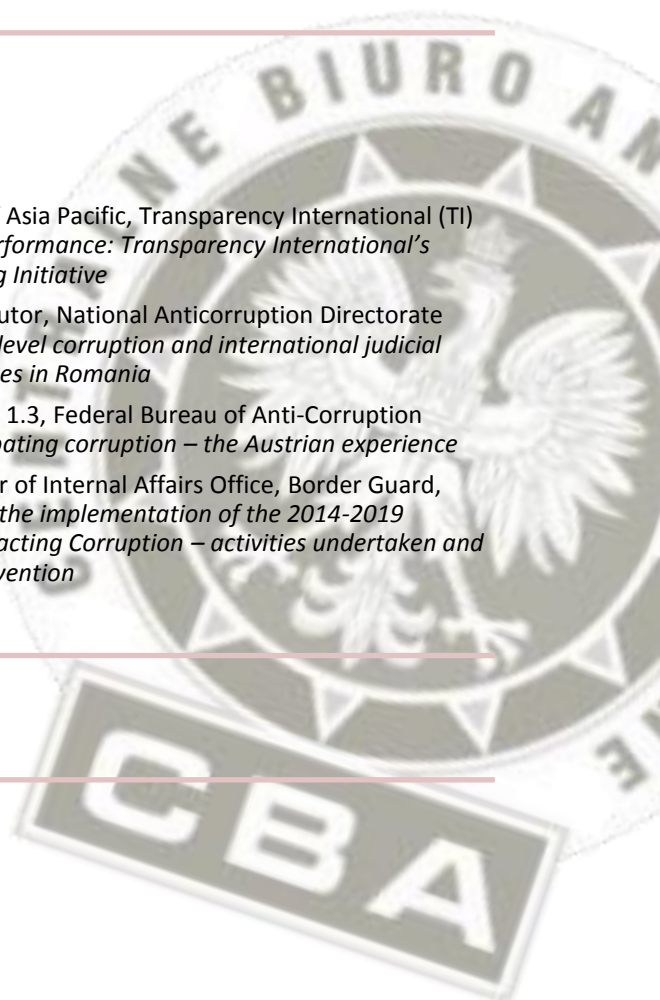 NE BIURO AN
Asia Pacific, Transparency International (TI)
rformance: Transparency International's
g Initiative
utor, National Anticorruption Directorate
level corruption and international judicial
es in Romania
1.3, Federal Bureau of Anti-Corruption
ating corruption – the Austrian experience
r of Internal Affairs Office, Border Guard,
the implementation of the 2014-2019
acting Corruption – activities undertaken and
vention
CBA